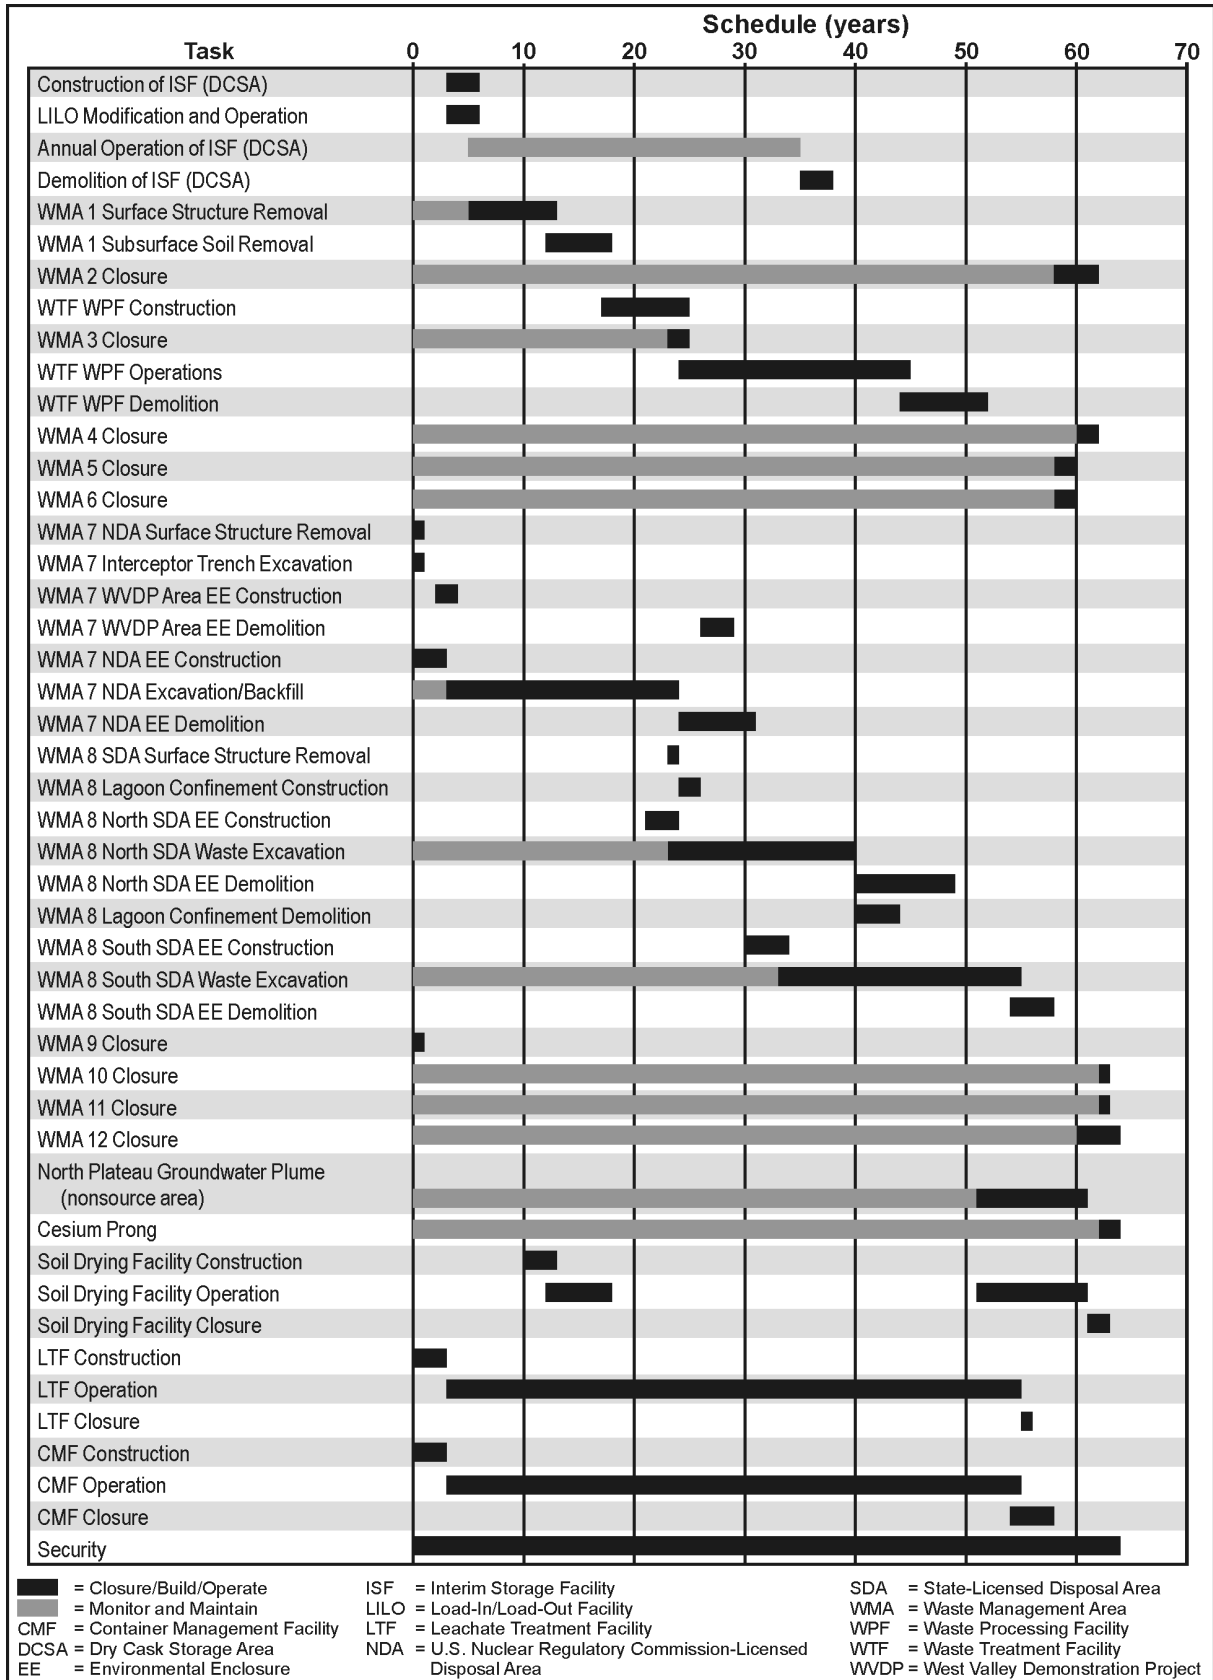 Schedule (years)
Task 0 10 20 30 40 50 60 70
Construction of ISF (DCSA)
LILO Modification and Operation
Annual Operation of ISF (DCSA)
Demolition of ISF (DCSA)
WMA 1 Surface Structure Removal
WMA 1 Subsurface Soil Removal
WMA 2 Closure
WTF WPF Construction
WMA 3 Closure
WTF WPF Operations
WTF WPF Demolition
WMA 4 Closure
WMA 5 Closure
WMA 6 Closure
WMA 7 NDA Surface Structure Removal
WMA 7 Interceptor Trench Excavation
WMA 7 WVDP Area EE Construction
WMA 7 WVDP Area EE Demolition
WMA 7 NDA EE Construction
WMA 7 NDA Excavation/Backfill
WMA 7 NDA EE Demolition
WMA 8 SDA Surface Structure Removal
WMA 8 Lagoon Confinement Construction
WMA 8 North SDA EE Construction
WMA 8 North SDA Waste Excavation
WMA 8 North SDA EE Demolition
WMA 8 Lagoon Confinement Demolition
WMA 8 South SDA EE Construction
WMA 8 South SDA Waste Excavation
WMA 8 South SDA EE Demolition
WMA 9 Closure
WMA 10 Closure
WMA 11 Closure
WMA 12 Closure
North Plateau Groundwater Plume
(nonsource area)
Cesium Prong
Soil Drying Facility Construction
Soil Drying Facility Operation
Soil Drying Facility Closure
LTF Construction
LTF Operation
LTF Closure
CMF Construction
CMF Operation
CMF Closure
Security
= Closure/Build/Operate
= Monitor and Maintain
CMF = Container Management Facility
DCSA = Dry Cask Storage Area
EE = Environmental Enclosure
ISF = Interim Storage Facility
LILO = Load-In/Load-Out Facility
LTF = Leachate Treatment Facility
NDA = U.S. Nuclear Regulatory Commission-Licensed
Disposal Area
SDA = State-Licensed Disposal Area
WMA = Waste Management Area
WPF = Waste Processing Facility
WTF = Waste Treatment Facility
WVDP = West Valley Demonstration Project